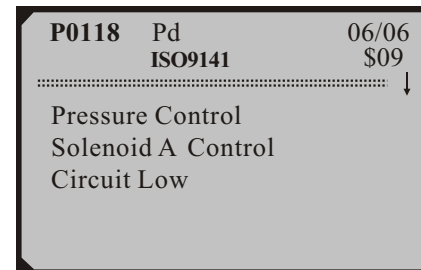 P0118 Pd 06/06
ISO9141 $09
Pressure Control
Solenoid A Control
Circuit Low